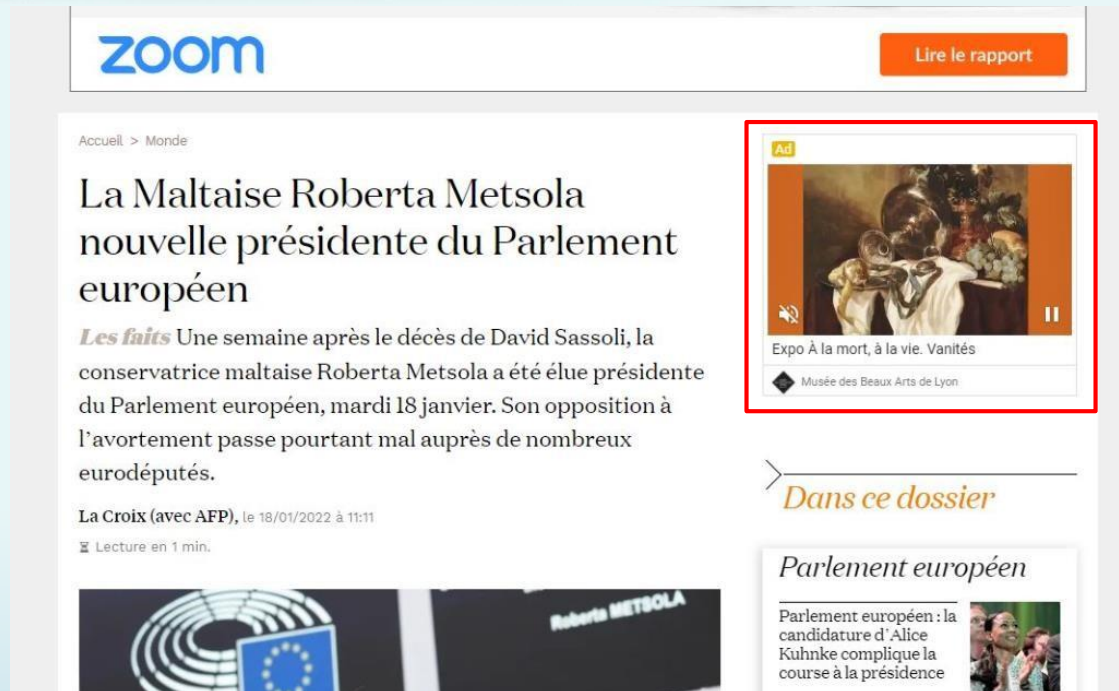 zoom
Lire le rapport
Accueil > Monde
La Maltaise Roberta Metsola
nouvelle présidente du Parlement
européen
Les faits Une semaine après le décès de David Sassoli, la
conservatrice maltaise Roberta Metsola a été élue présidente
du Parlement européen, mardi 18 janvier. Son opposition à
l'avortement passe pourtant mal auprès de nombreux
eurodéputés.
La Croix (avec AFP), le 18/01/2022 à 11:11
Lecture en 1 min.
Roberta METSOLA
Ad
Expo À la mort, à la vie. Vanités
Musée des Beaux Arts de Lyon
Dans ce dossier
Parlement européen
Parlement européen : la
candidature d'Alice
Kuhnke complique la
course à la présidence